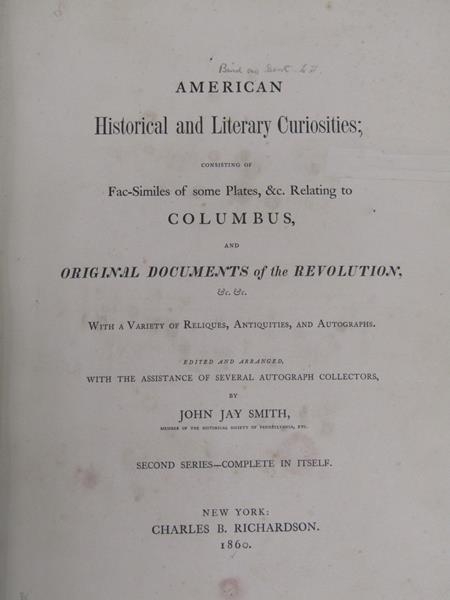 Bind as Sent
AMERICAN
Historical and Literary Curiosities;
CONSISTING OF
Fac-Similes of some Plates, &c. Relating to
COLUMBUS,
AND
ORIGINAL DOCUMENTS of the REVOLUTION,
&c. &c.
WITH A VARIETY OF RELIQUES, ANTIQUITIES, AND AUTOGRAPHS.
EDITED AND ARRANGED,
WITH THE ASSISTANCE OF SEVERAL AUTOGRAPH COLLECTORS,
BY
JOHN JAY SMITH,
MEMBER OF THE HISTORICAL SOCIETY OF PENNSYLVANIA, ETC.
SECOND SERIES—COMPLETE IN ITSELF.
NEW YORK:
CHARLES B. RICHARDSON.
1860.